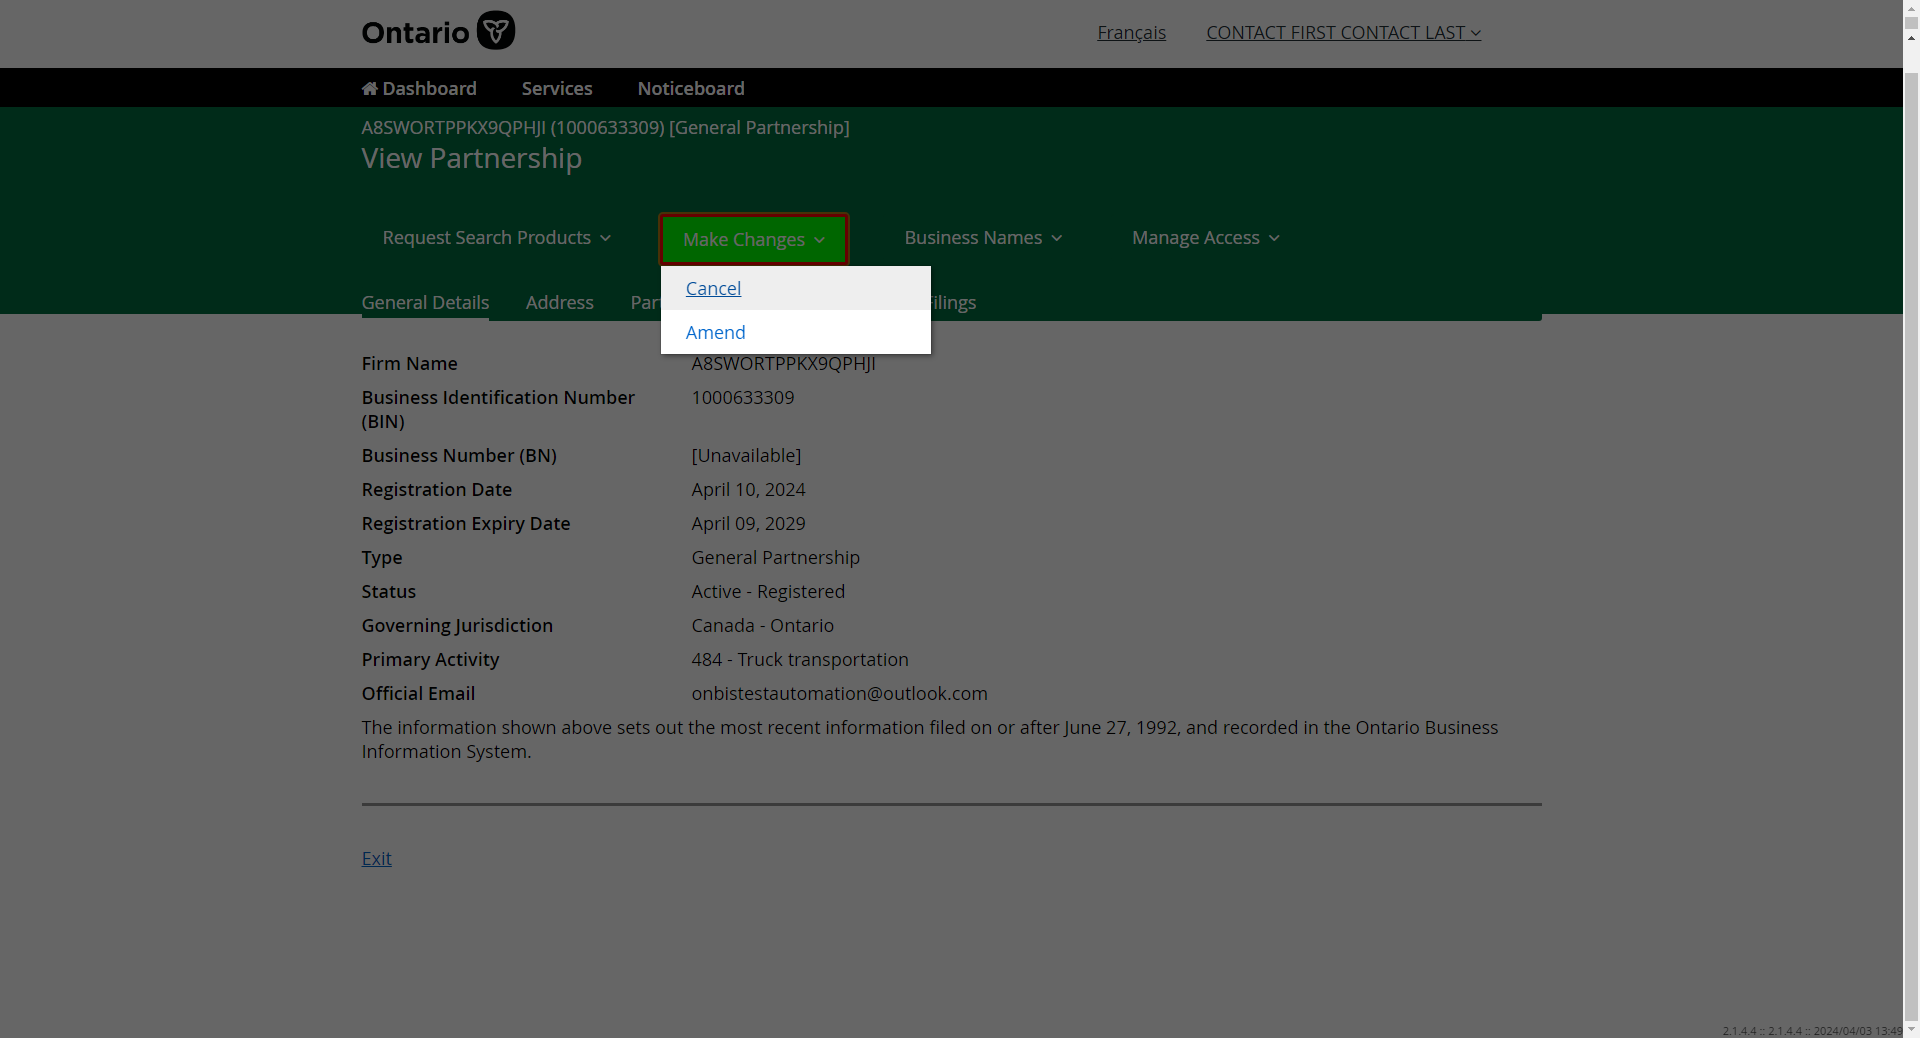 Ontario
Français
CONTACT FIRST CONTACT LAST
Dashboard
Services
Noticeboard
A8SWORTPPKX9QPHJI (1000633309) [General Partnership]
View Partnership
Request Search Products
Make Changes
Business Names
Manage Access
Cancel
Amend
General Details
Address
Filings
Firm Name
A8SWORTPPKX9QPHJI
Business Identification Number
(BIN)
1000633309
Business Number (BN)
[Unavailable]
Registration Date
April 10, 2024
Registration Expiry Date
April 09, 2029
Type
General Partnership
Status
Active - Registered
Governing Jurisdiction
Canada - Ontario
Primary Activity
484 - Truck transportation
Official Email
onbistestautomation@outlook.com
The information shown above sets out the most recent information filed on or after June 27, 1992, and recorded in the Ontario Business
Information System.
Exit
2.1.4.4 :: 2.1.4.4 :: 2024/04/03 13:49